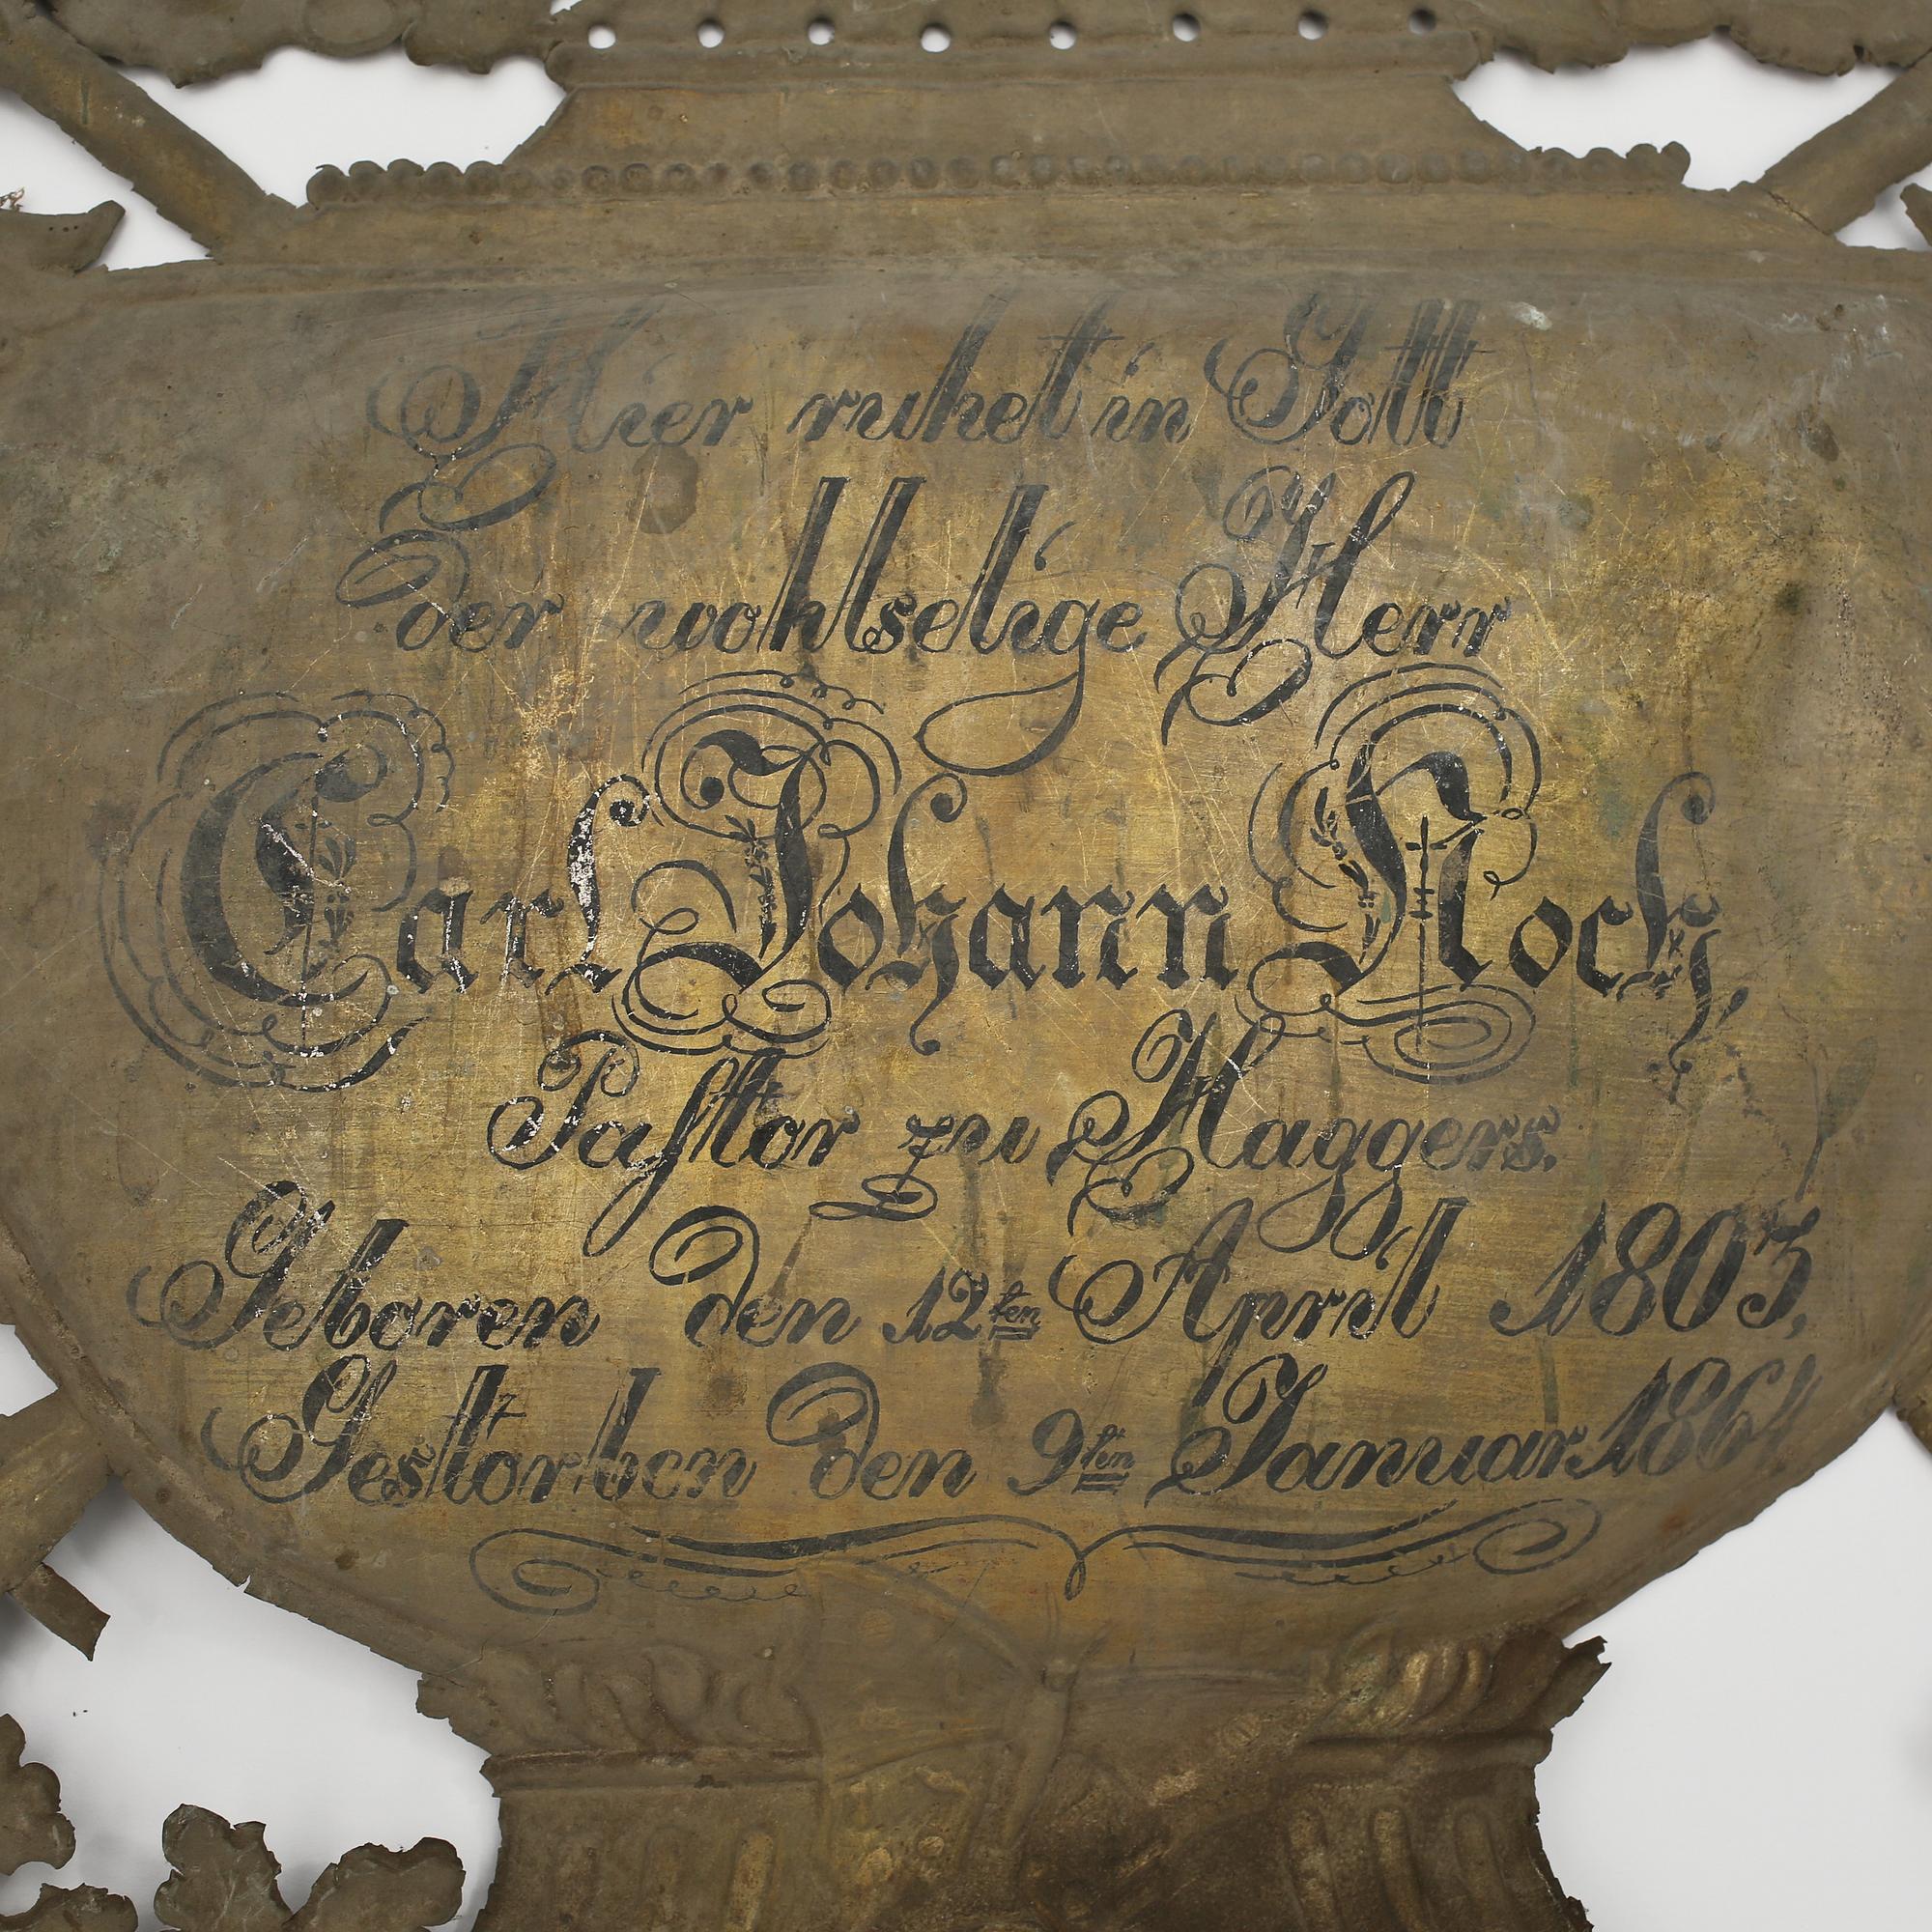 Hier ruhet in Gott
der wohlselige Herr
Carl Johann Koch,
Pastor zu Haggers.
Geboren den 12ten April 1803,
Gestorben den 9ten Januar 1864